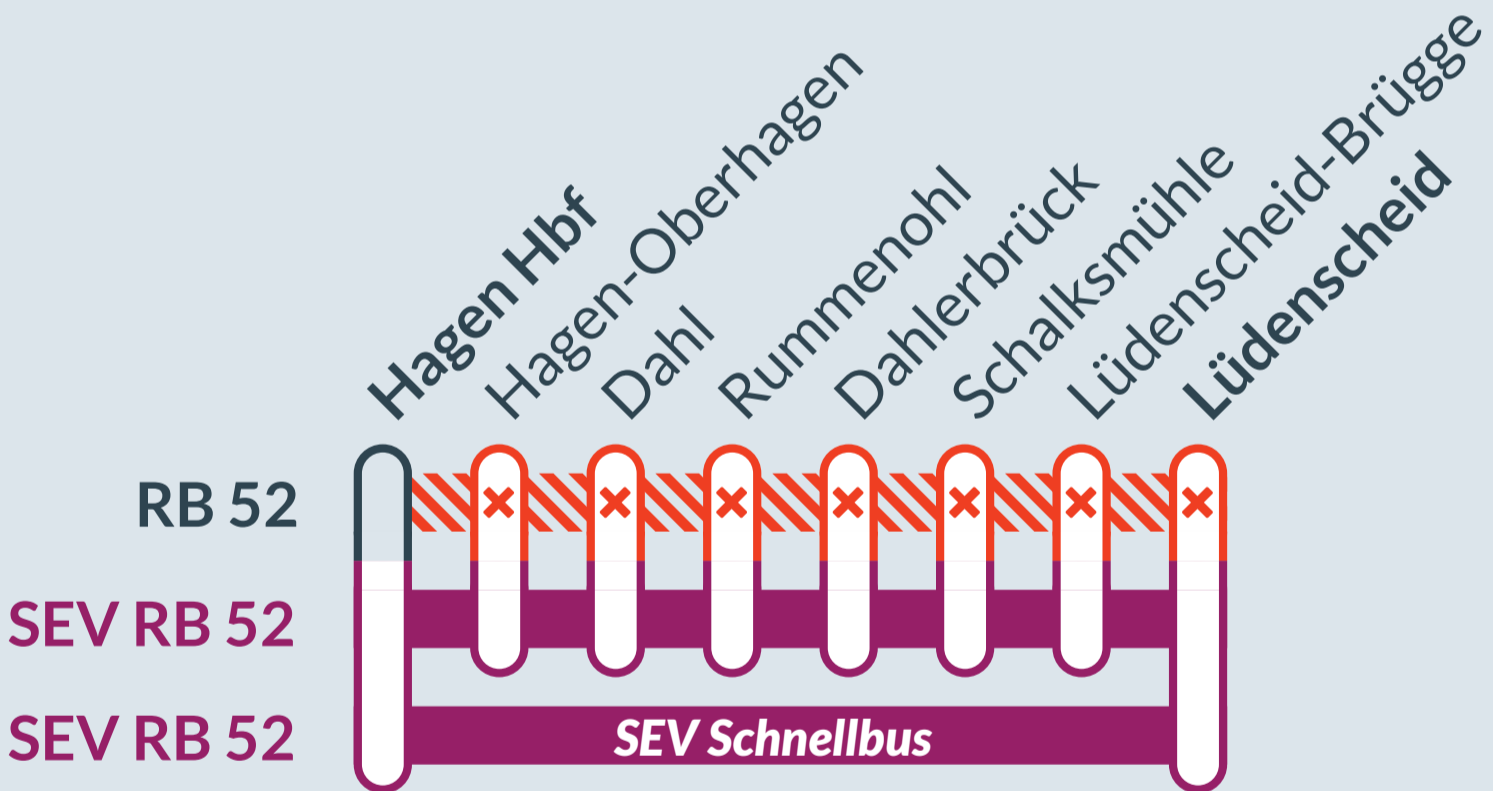 Hagen Hbf
Hagen-Oberhagen
Dahl
Rummenohl
Dahlerbrück
Schalksmühle
Lüdenscheid-Brügge
Lüdenscheid
RB 52
SEV RB 52
SEV RB 52
SEV Schnellbus